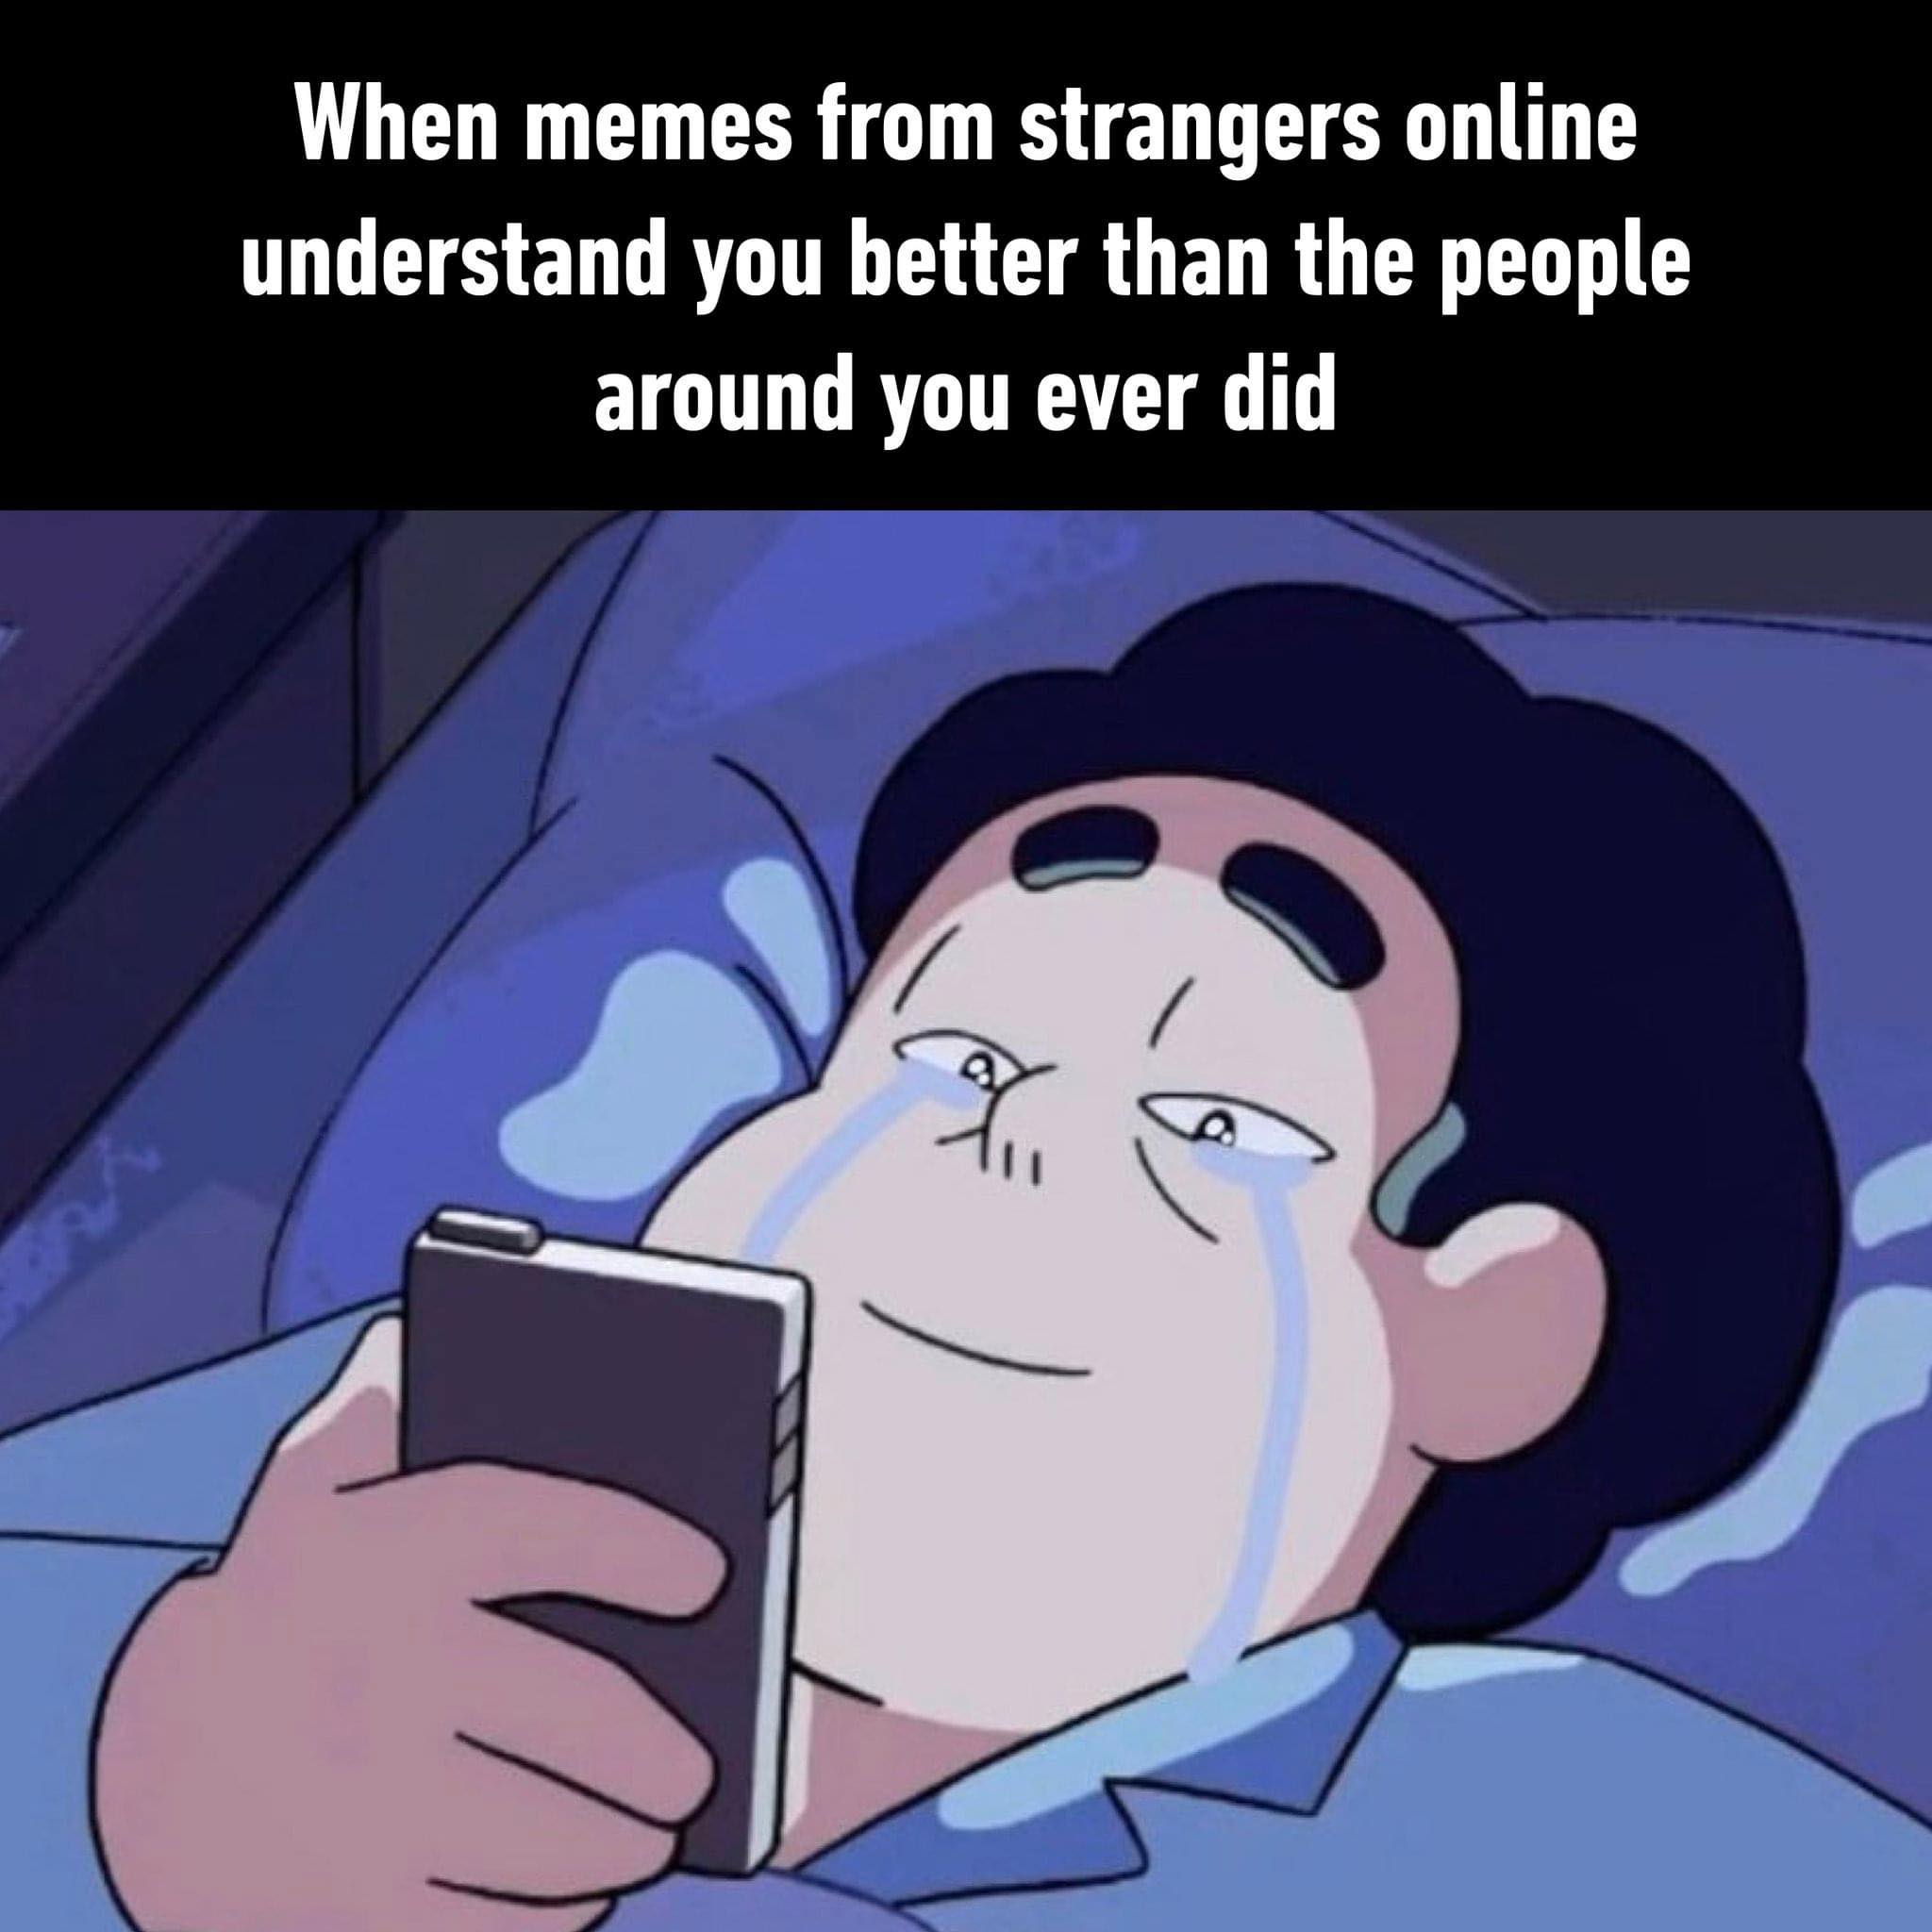 When memes from strangers online
understand you better than the people
around you ever did